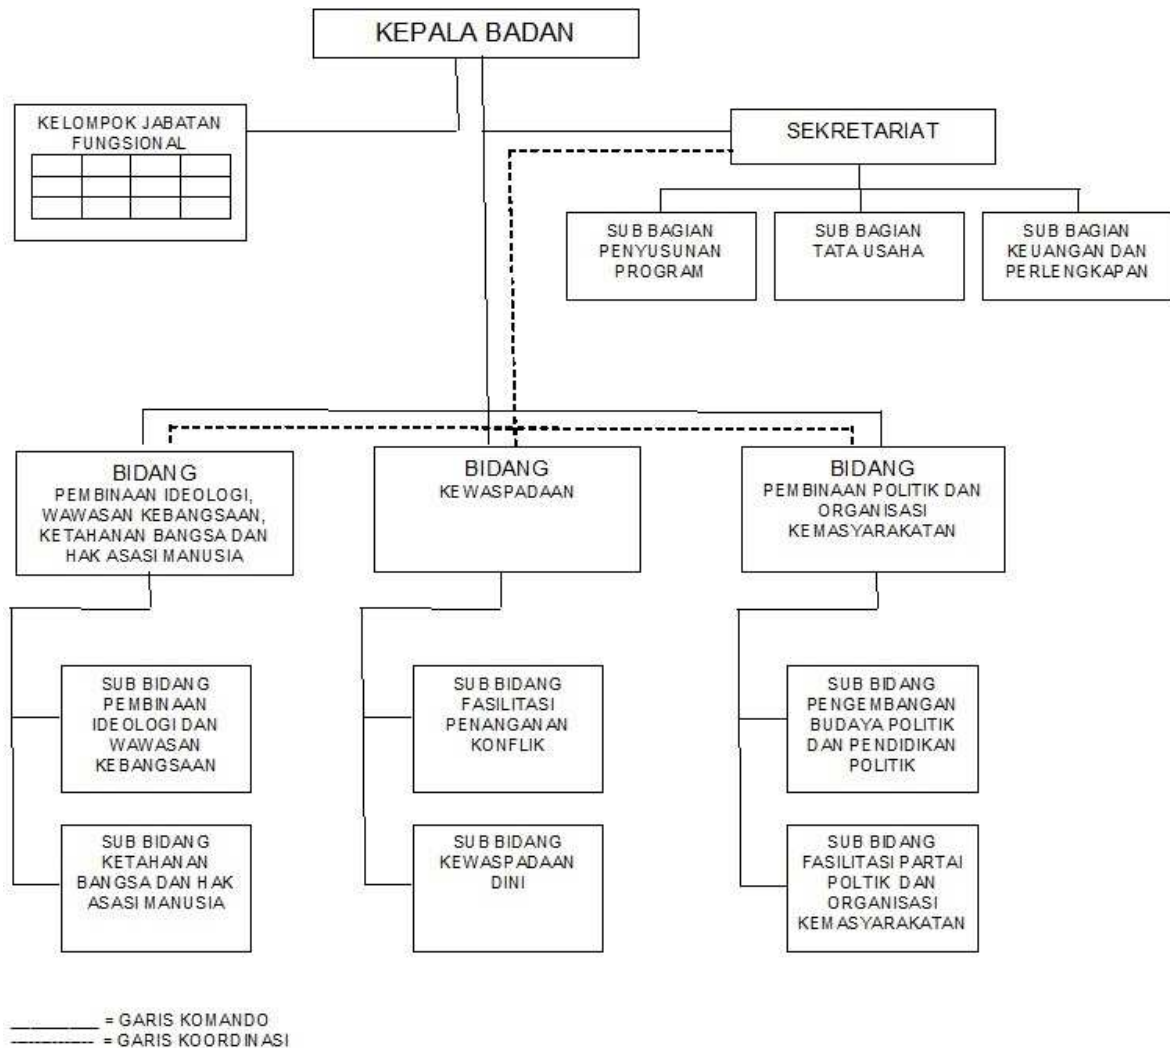 KEPALA BADAN
KELOMPOK JABATAN
FUNGSIONAL
SEKRETARIAT
SUB BAGIAN
PENYUSUNAN
PROGRAM
SUB BAGIAN
TATA USAHA
SUB BAGIAN
KEUANGAN DAN
PERLENGKAPAN
BIDANG
PEMBINAAN IDEOLOGI,
WAWASAN KEBANGSAAN,
KETAHANAN BANGSA DAN
HAK ASASI MANUSIA
BIDANG
KEWASPADAAN
BIDANG
PEMBINAAN POLITIK DAN
ORGANISASI
KEMASYARAKATAN
SUB BIDANG
PEMBINAAN
IDEOLOGI DAN
WAWASAN
KEBANGSAAN
SUB BIDANG
FASILITASI
PENANGANAN
KONFLIK
SUB BIDANG
PENGEMBANGAN
BUDAYA POLITIK
DAN PENDIDIKAN
POLITIK
SUB BIDANG
KETAHANAN
BANGSA DAN HAK
ASASI MANUSIA
SUB BIDANG
KEWASPADAAN
DINI
SUB BIDANG
FASILITASI PARTAI
POLTIK DAN
ORGANISASI
KEMASYARAKATAN
= GARIS KOMANDO
= GARIS KOORDINASI